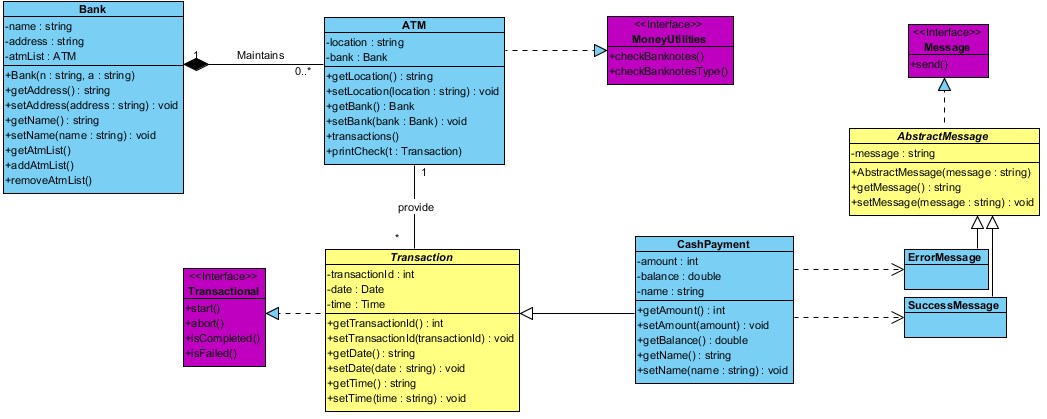 Bank
-name : string
-address : string
-atmList : ATM
+Bank(n : string, a : string)
+getAddress() : string
+setAddress(address : string) : void
+getName() : string
+setName(name : string) : void
+getAtmList()
+addAtmList()
+removeAtmList()
1
Maintains
0..*
ATM
-location : string
-bank : Bank
+getLocation() : string
+setLocation(location : string) : void
+getBank() : Bank
+setBank(bank : Bank) : void
+transactions()
+printCheck(t : Transaction)
<<Interface>>
MoneyUtilities
+checkBanknotes()
+checkBanknotesType()
<<Interface>>
Message
+send()
AbstractMessage
-message : string
+AbstractMessage(message : string)
+getMessage() : string
+setMessage(message : string) : void
1
provide
*
<<Interface>>
Transactional
+start()
+abort()
+isCompleted()
+isFailed()
Transaction
-transactionId : int
-date : Date
-time : Time
+getTransactionId() : int
+setTransactionId(transactionId) : void
+getDate() : string
+setDate(date : string) : void
+getTime() : string
+setTime(time : string) : void
CashPayment
-amount : int
-balance : double
-name : string
+getAmount() : int
+setAmount(amount) : void
+getBalance() : double
+getName() : string
+setName(name : string) : void
ErrorMessage
SuccessMessage